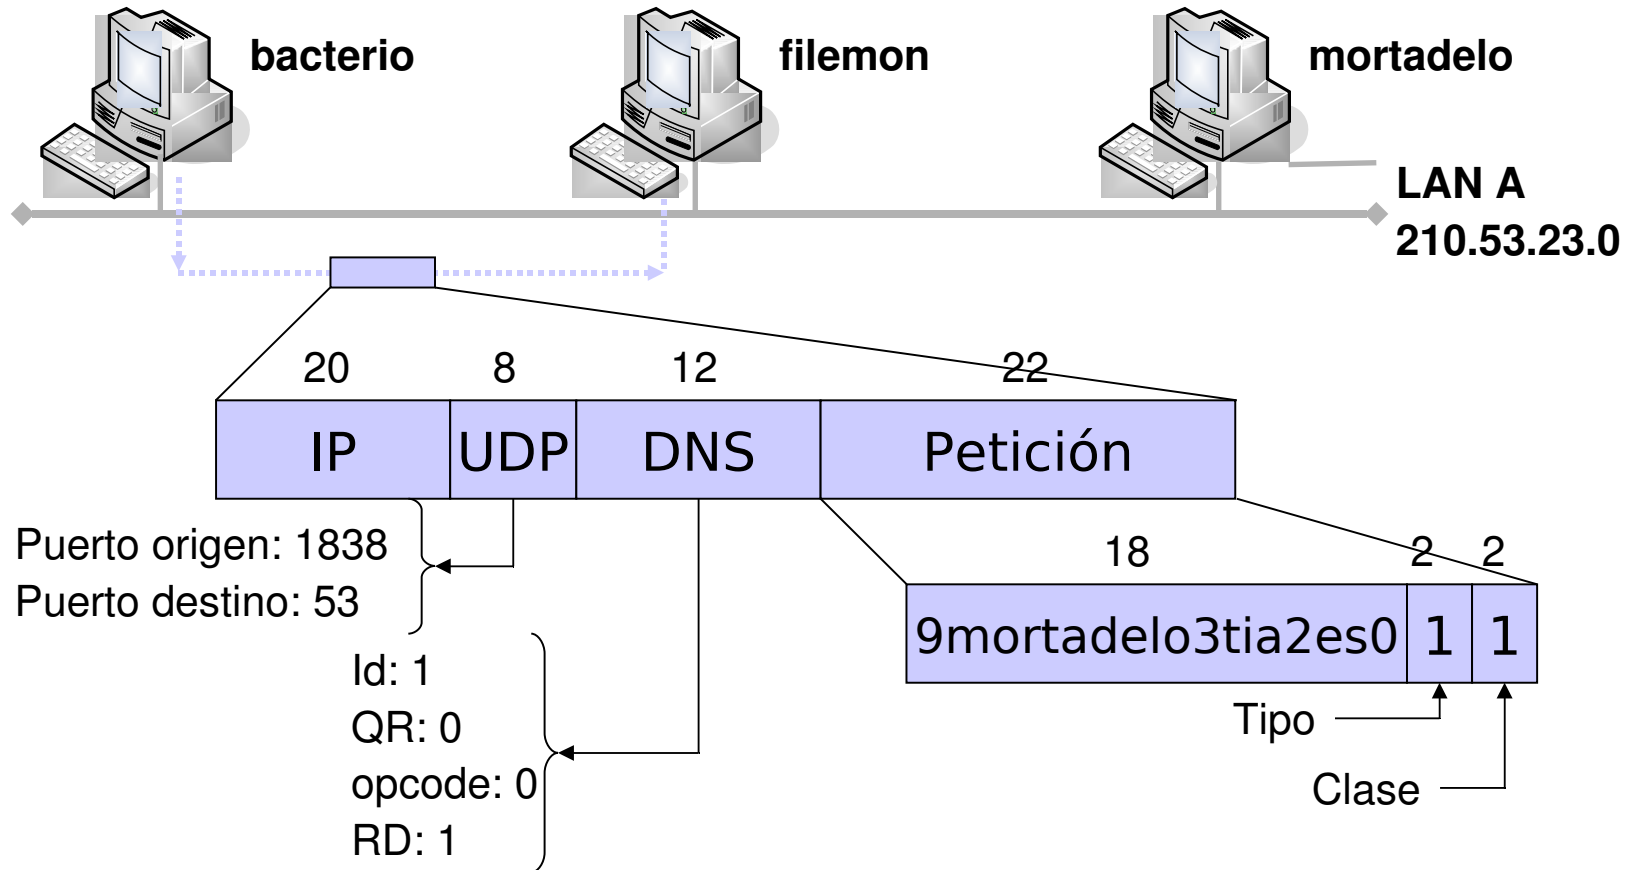 bacterio
filemon
mortadelo
LAN A
210.53.23.0
20 8 12 22
IP UDP DNS Petición
Puerto origen: 1838
Puerto destino: 53
18 2 2
9mortadelo3tia2es0 1 1
Id: 1
QR: 0
opcode: 0
RD: 1
Tipo
Clase